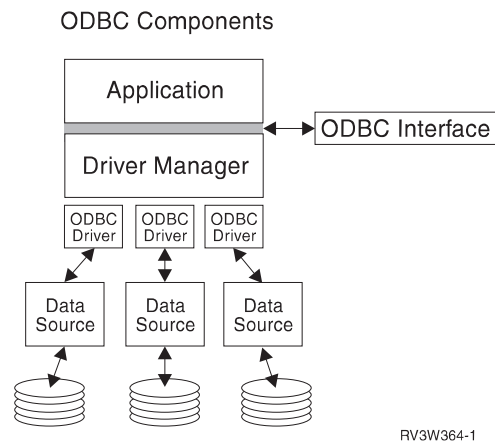 ODBC Components
Application
ODBC Interface
Driver Manager
ODBC
Driver
ODBC
Driver
ODBC
Driver
Data
Source
Data
Source
Data
Source
RV3W364-1